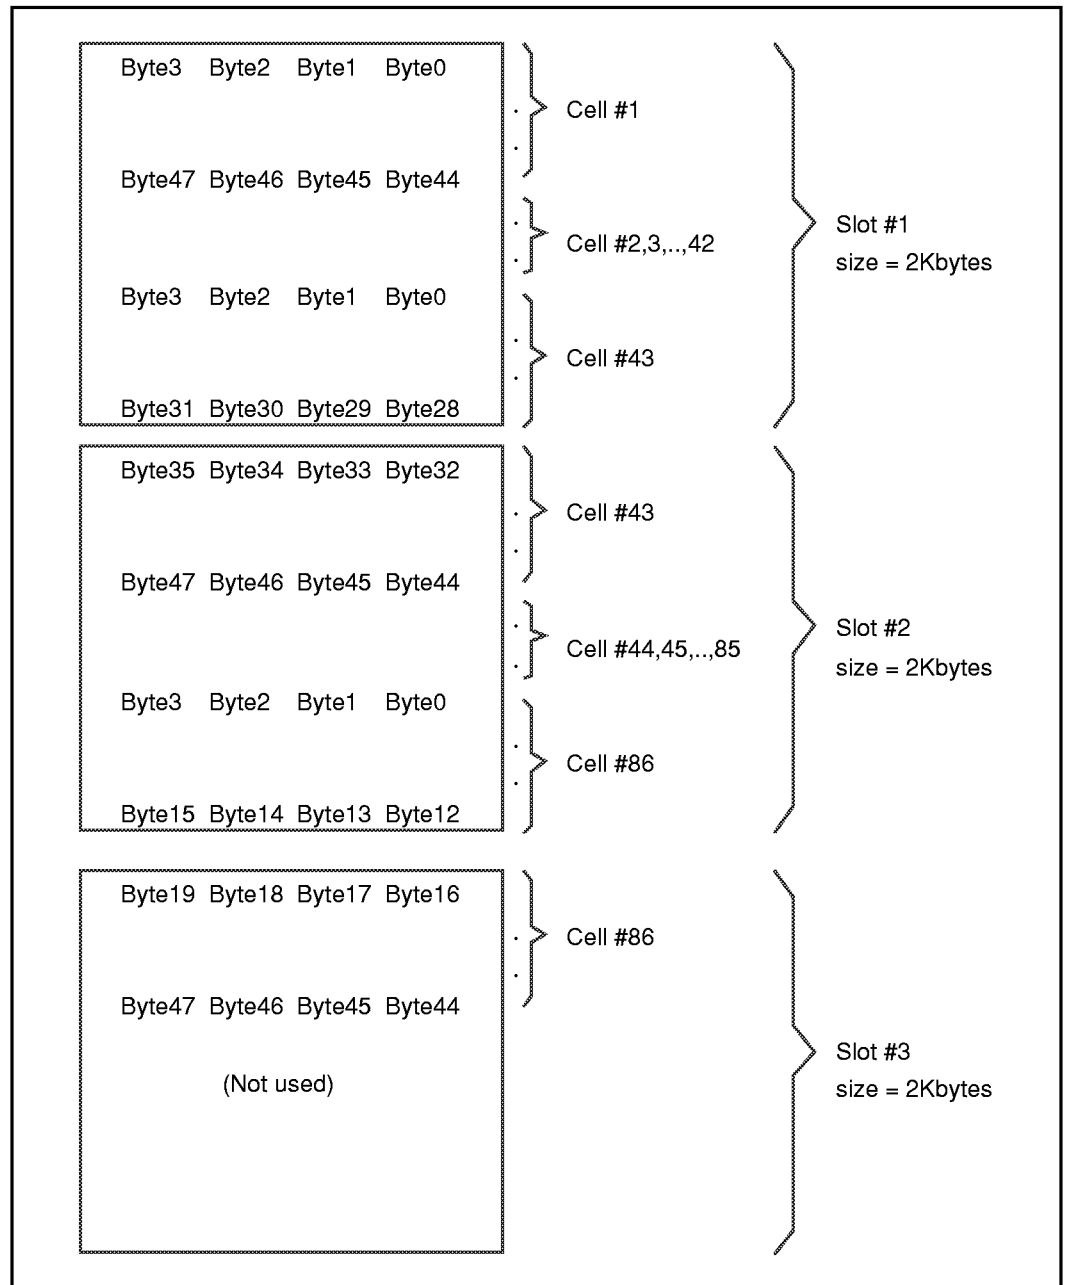 Byte3 Byte2 Byte1 Byte0
Cell #1
Byte47 Byte46 Byte45 Byte44
Slot #1
Cell #2,3,..,42
size = 2Kbytes
Byte3 Byte2 Byte1 Byte0
Cell #43
Byte31 Byte30 Byte29 Byte28
Byte35 Byte34 Byte33 Byte32
Cell #43
Byte47 Byte46 Byte45 Byte44
Slot #2
Cell #44,45,..,85
size = 2Kbytes
Byte3 Byte2 Byte1 Byte0
Cell #86
Byte15 Byte14 Byte13 Byte12
Byte19 Byte18 Byte17 Byte16
Cell #86
Byte47 Byte46 Byte45 Byte44
Slot #3
(Not used)
size = 2Kbytes